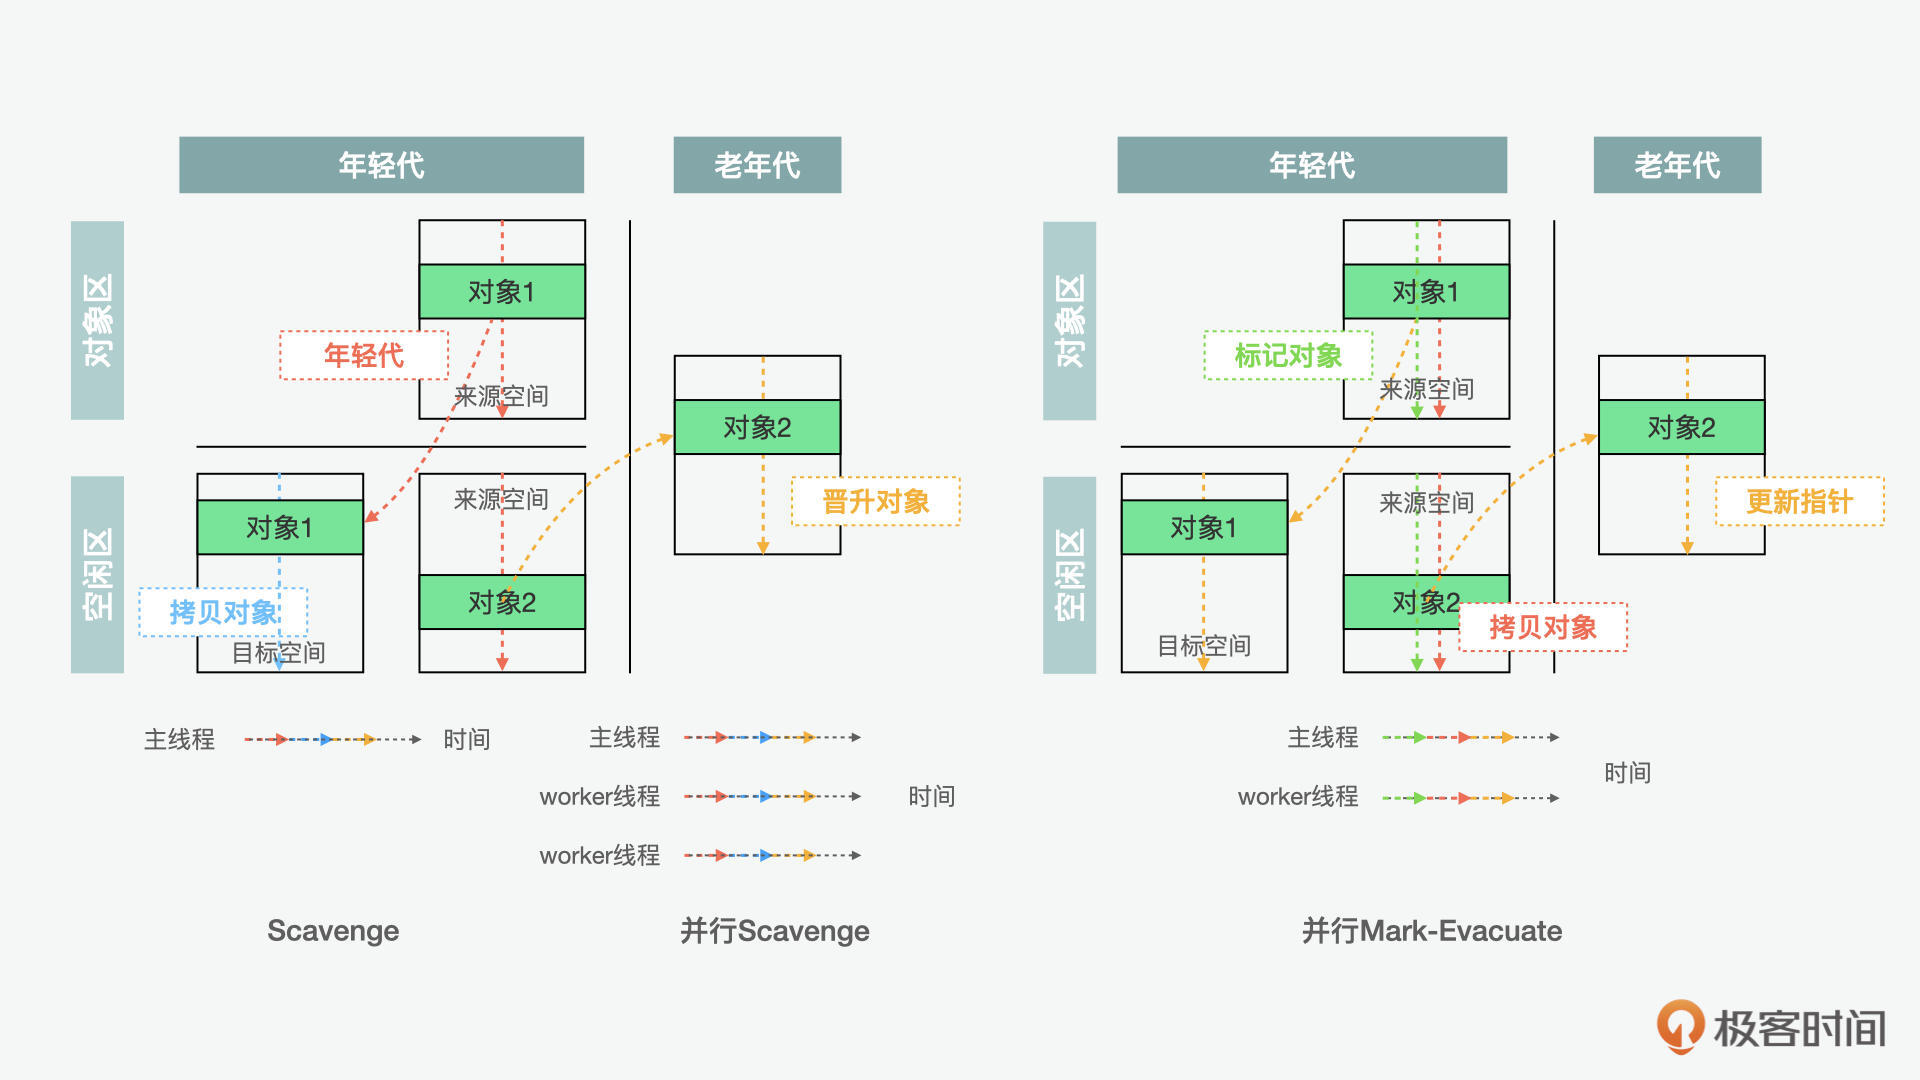 年轻代
老年代
对象区
对象1
年轻代
来源空间
对象2
晋升对象
空闲区
对象1
拷贝对象
目标空间
来源空间
对象2
主线程
时间
主线程
worker线程
时间
worker线程
Scavenge
并行Scavenge
年轻代
老年代
对象区
对象1
标记对象
来源空间
对象2
更新指针
空闲区
对象1
目标空间
来源空间
对象2
拷贝对象
主线程
时间
worker线程
并行Mark-Evacuate
极客时间